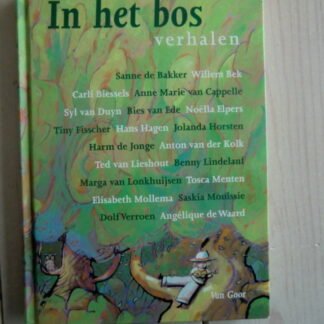 In het bos
verhalen
Sanne de Bakker Willem Bek
Carli Biessels Anne Marie van Cappelle
Syl van Duyn Bies van Ede Noëlla Elpers
Tiny Fisscher Hans Hagen Jolanda Horsten
Harm de Jonge Anton van der Kolk
Ted van Lieshout Benny Lindelauf
Marga van Lonkhuijsen Tosca Menten
Elisabeth Mollema Saskia Mouissie
Dolf Verroen Angélique de Waard
Van Goor